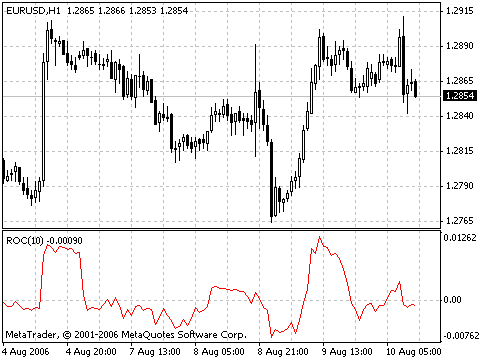 EURUSD,H1 1.2865 1.2866 1.2853 1.2854
1.2915
1.2890
1.2865
1.2854
1.2840
1.2815
1.2790
1.2765
ROC(10) -0.00090
0.01262
0.00
-0.00762
MetaTrader, © 2001-2006 MetaQuotes Software Corp.
4 Aug 2006 4 Aug 20:00 7 Aug 13:00 8 Aug 05:00 8 Aug 21:00 9 Aug 13:00 10 Aug 05:00